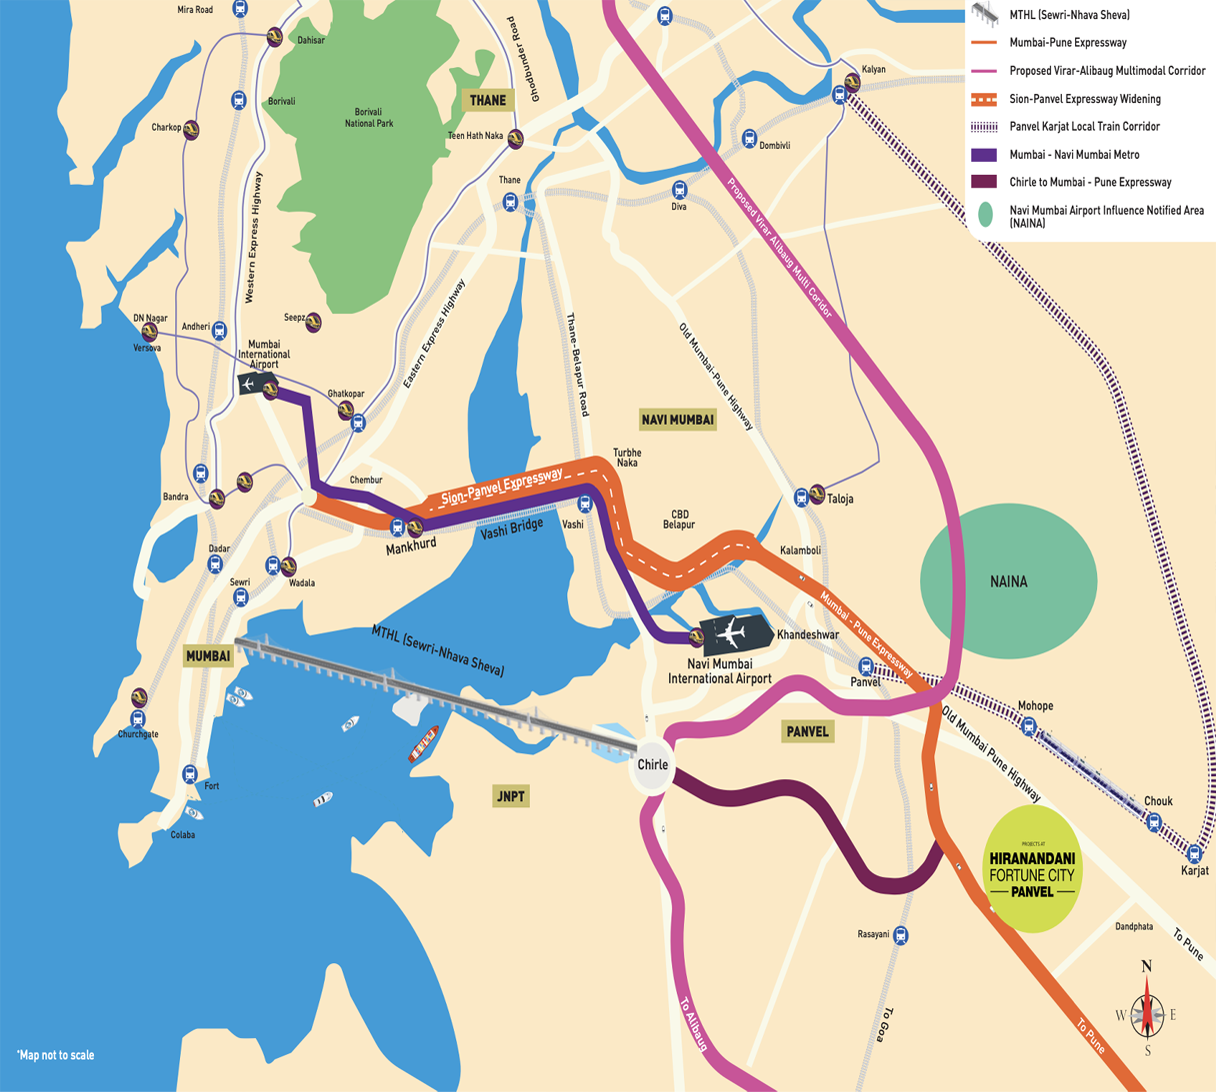 Mira Road
Dahisar
Borivali
Borivali
National Park
Charkop
Western Express Highway
THANE
Ghodbunder Road
Teen Hath Naka
Thane
Kalyan
Dombivli
Diva
MTHL (Sewri-Nhava Sheva)
Mumbai-Pune Expressway
Proposed Virar-Alibaug Multimodal Corridor
Sion-Panvel Expressway Widening
Panvel Karjat Local Train Corridor
Mumbai - Navi Mumbai Metro
Chirle to Mumbai - Pune Expressway
Navi Mumbai Airport Influence Notified Area
(NAINA)
Proposed Virar Alibaug Multi Coridor
DN Nagar
Versova
Andheri
Seepz
Mumbai
International
Airport
Ghatkopar
Eastern Express Highway
Thane-Belapur Road
Old Mumbai-Pune Highway
NAVI MUMBAI
Turbhe
Naka
Chembur
Sion-Panvel Expressway
Bandra
Taloja
Vashi Bridge
Vashi
Mankhurd
CBD
Belapur
Kalamboli
Dadar
Wadala
Sewri
NAINA
Mumbai - Pune Expressway
MUMBAI
MTHL (Sewri-Nhava Sheva)
Khandeshwar
Navi Mumbai
International Airport
Panvel
Mohope
Churchgate
PANVEL
Old Mumbai Pune Highway
Chirle
Fort
JNPT
Chouk
Colaba
PROJECTS AT
HIRANANDANI
FORTUNE CITY
PANVEL
Karjat
Rasayani
Dandphata
To Pune
To Alibaug
To Goa
To Pune
N
W E
S
*Map not to scale